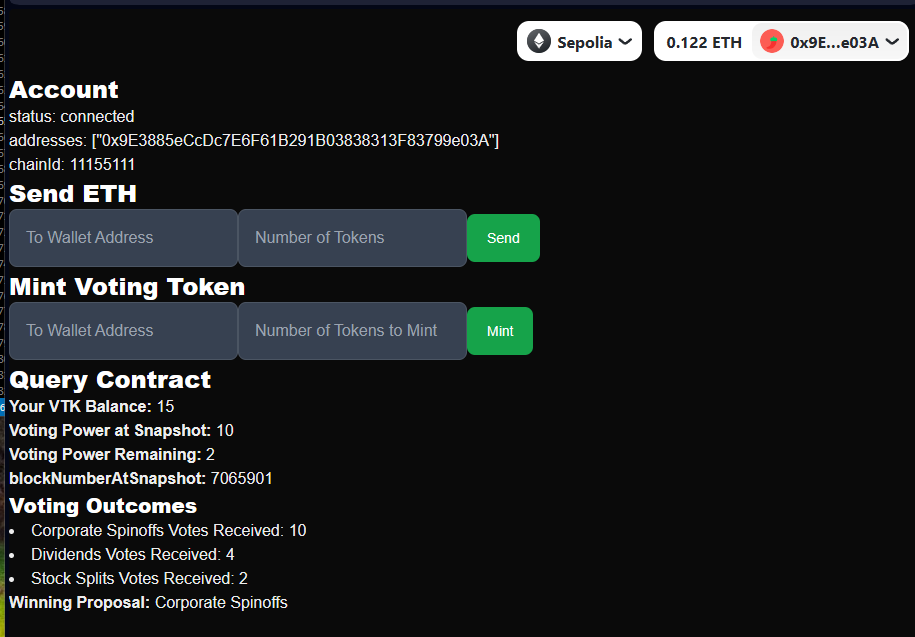 Sepolia 0.122 ETH 0x9E...e03A
Account
status: connected
addresses: ["0x9E3885eCcDc7E6F61B291B03838313F83799e03A"]
chainId: 11155111
Send ETH
To Wallet Address Number of Tokens Send
Mint Voting Token
To Wallet Address Number of Tokens to Mint Mint
Query Contract
Your VTK Balance: 15
Voting Power at Snapshot: 10
Voting Power Remaining: 2
blockNumberAtSnapshot: 7065901
Voting Outcomes
• Corporate Spinoffs Votes Received: 10
• Dividends Votes Received: 4
• Stock Splits Votes Received: 2
Winning Proposal: Corporate Spinoffs